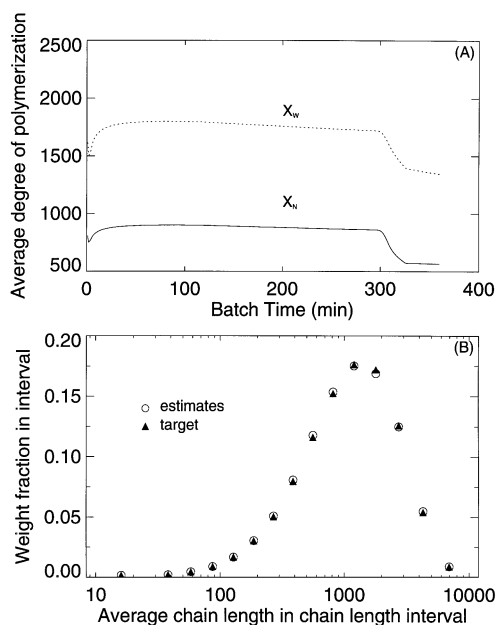 (A)
Average degree of polymerization
2500
2000
1500
1000
500
X_W
X_N
0 100 200 300 400
Batch Time (min)
(B)
Weight fraction in interval
0.20
0.15
0.10
0.05
0.00
estimates
target
10 100 1000 10000
Average chain length in chain length interval